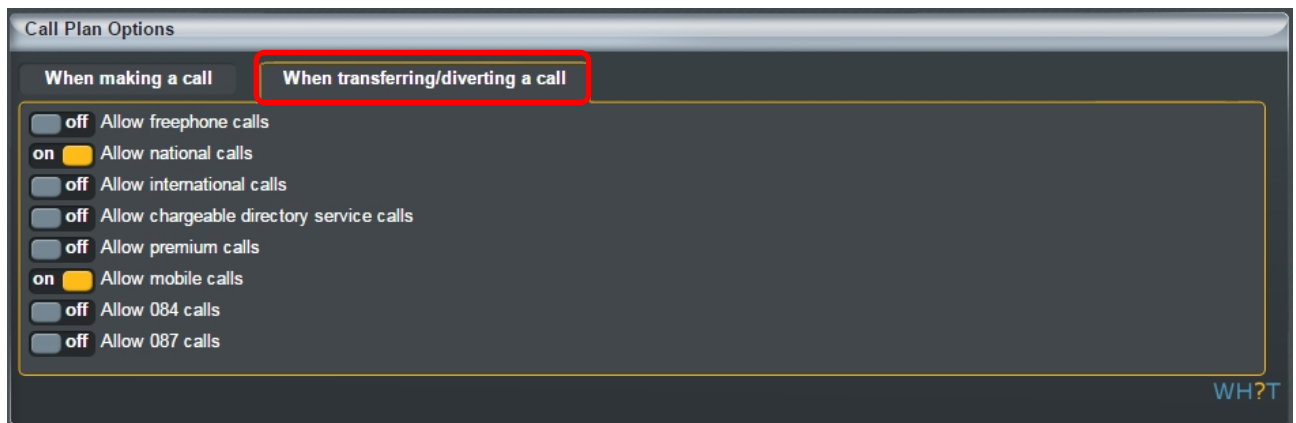 Call Plan Options
When making a call When transferring/diverting a call
off Allow freephone calls
on Allow national calls
off Allow international calls
off Allow chargeable directory service calls
off Allow premium calls
on Allow mobile calls
off Allow 084 calls
off Allow 087 calls
WH?T